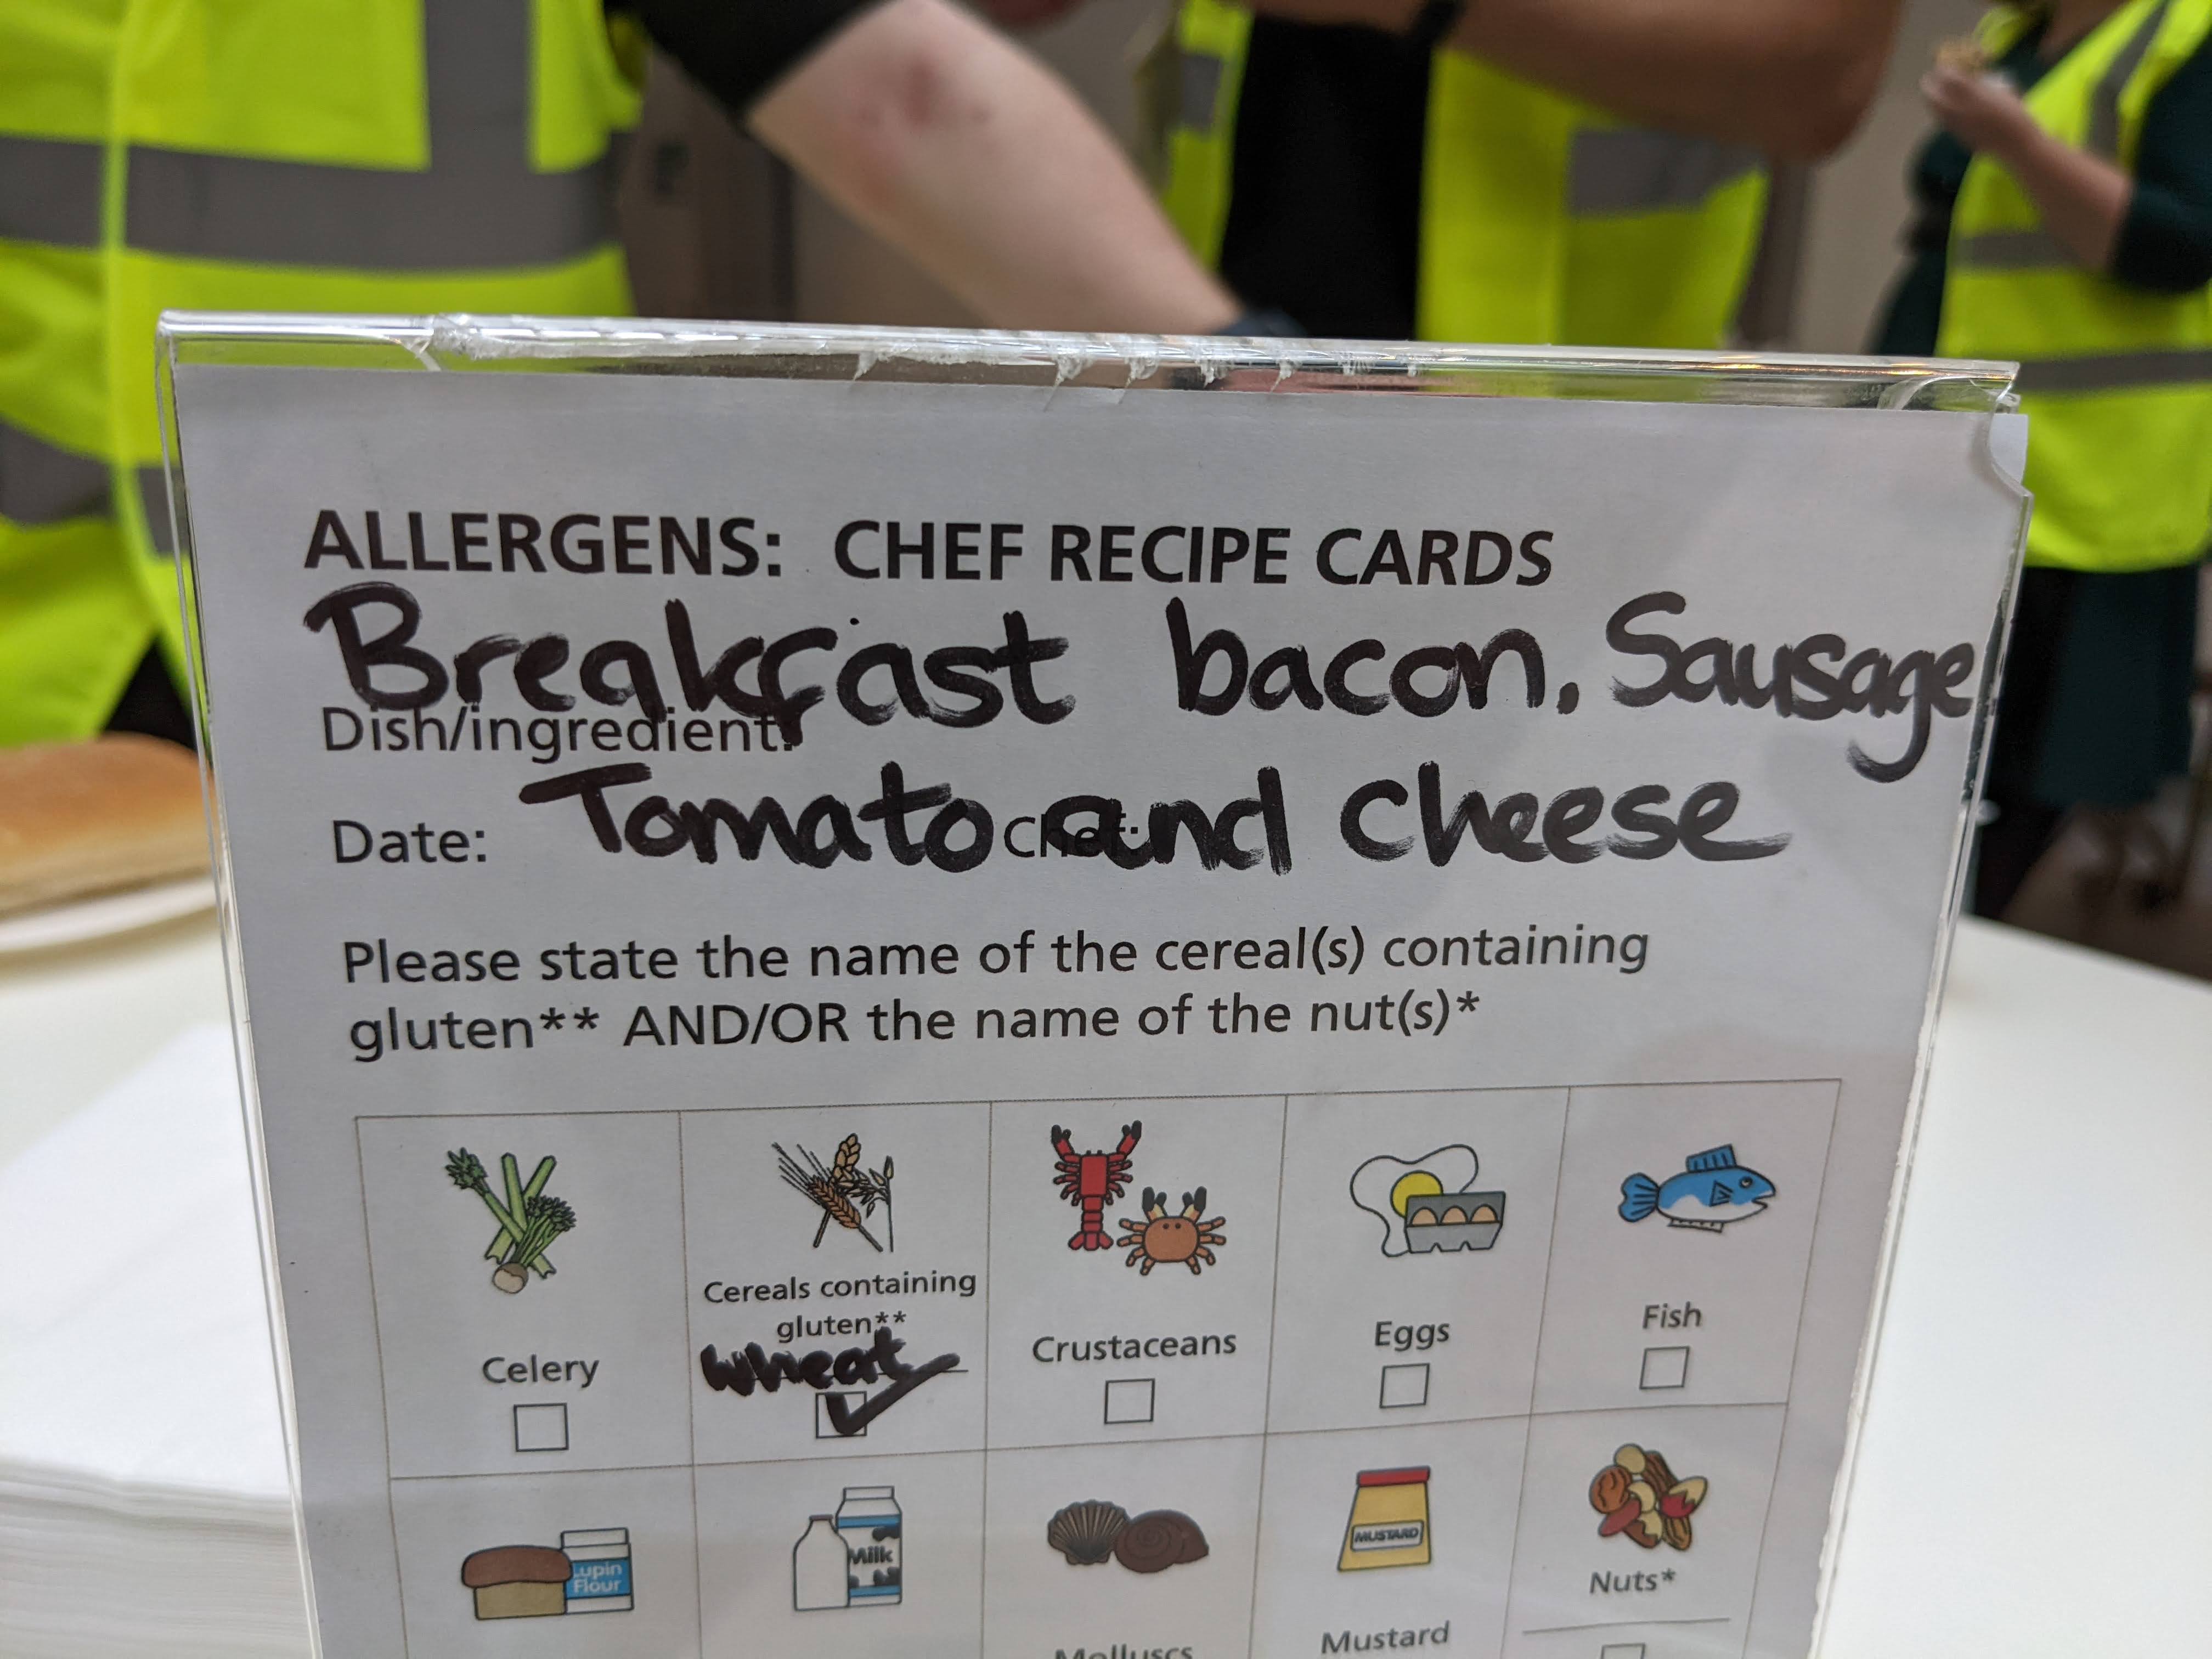 ALLERGENS: CHEF RECIPE CARDS
Breakfast bacon, Sausage
Dish/ingredient:
Tomato and Cheese
Date: Chef:
Please state the name of the cereal(s) containing
gluten** AND/OR the name of the nut(s)*
Celery
Cereals containing
gluten**
wheat
Crustaceans
Eggs
Fish
Lupin
Flour
Milk
Molluscs
MUSTARD
Mustard
Nuts*